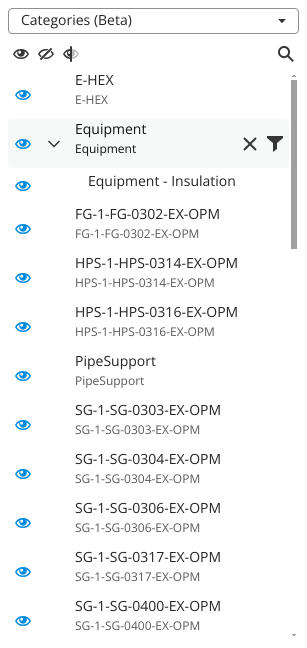 Categories (Beta)
E-HEX
E-HEX
Equipment
Equipment
Equipment - Insulation
FG-1-FG-0302-EX-OPM
FG-1-FG-0302-EX-OPM
HPS-1-HPS-0314-EX-OPM
HPS-1-HPS-0314-EX-OPM
HPS-1-HPS-0316-EX-OPM
HPS-1-HPS-0316-EX-OPM
PipeSupport
PipeSupport
SG-1-SG-0303-EX-OPM
SG-1-SG-0303-EX-OPM
SG-1-SG-0304-EX-OPM
SG-1-SG-0304-EX-OPM
SG-1-SG-0306-EX-OPM
SG-1-SG-0306-EX-OPM
SG-1-SG-0317-EX-OPM
SG-1-SG-0317-EX-OPM
SG-1-SG-0400-EX-OPM
SG-1-SG-0400-EX-OPM